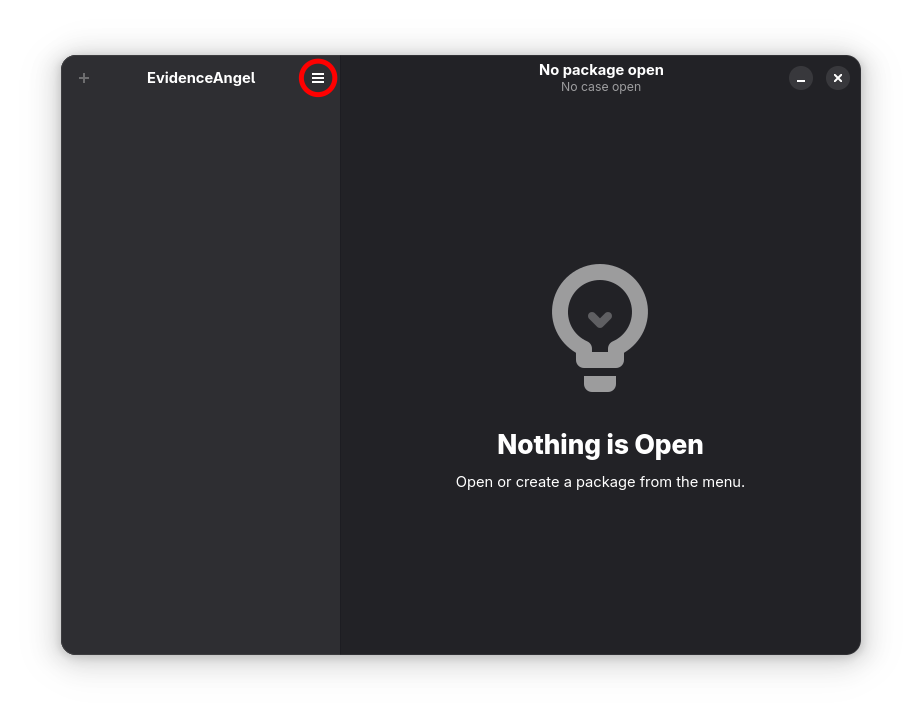 EvidenceAngel
No package open
No case open
Nothing is Open
Open or create a package from the menu.